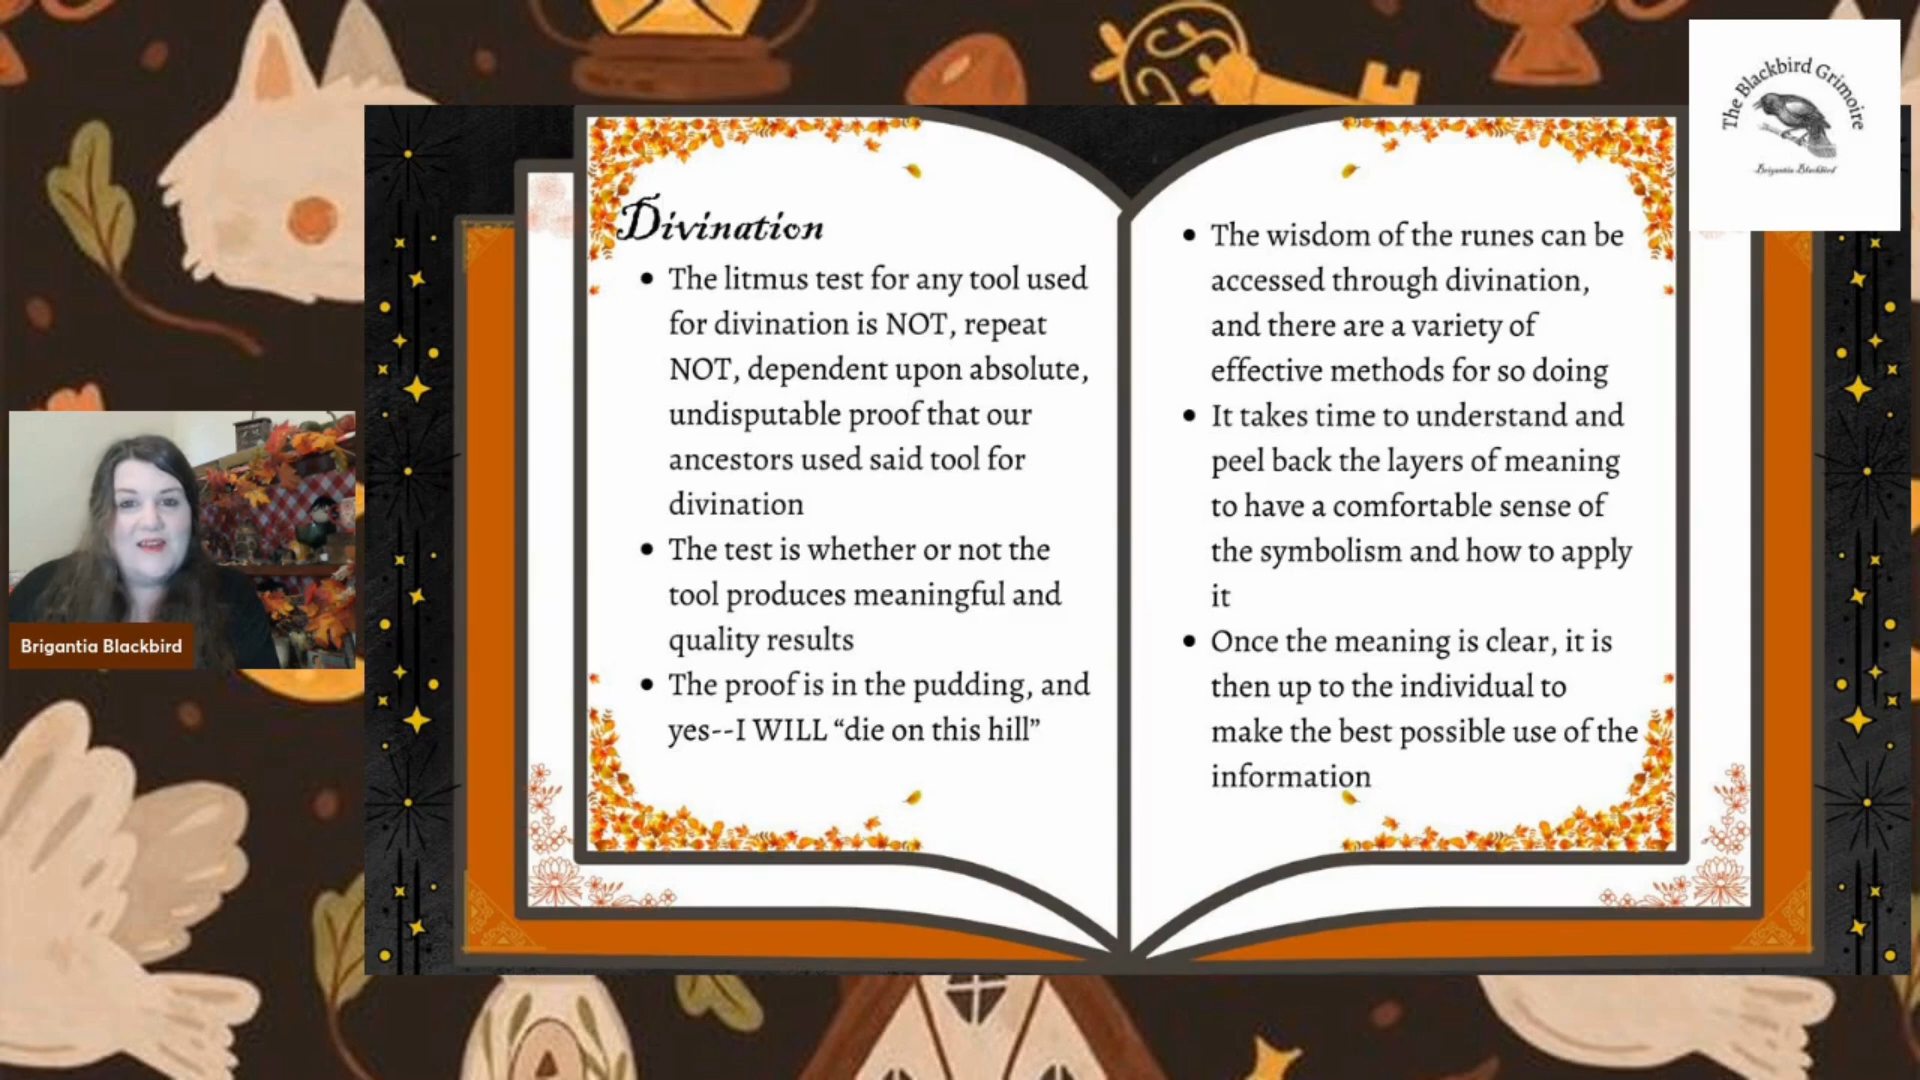 The Blackbird Grimoire
Brigantia Blackbird
Divination
• The litmus test for any tool used
for divination is NOT, repeat
NOT, dependent upon absolute,
undisputable proof that our
ancestors used said tool for
divination
• The test is whether or not the
tool produces meaningful and
quality results
• The proof is in the pudding, and
yes--I WILL “die on this hill”
• The wisdom of the runes can be
accessed through divination,
and there are a variety of
effective methods for so doing
• It takes time to understand and
peel back the layers of meaning
to have a comfortable sense of
the symbolism and how to apply
it
• Once the meaning is clear, it is
then up to the individual to
make the best possible use of the
information
Brigantia Blackbird